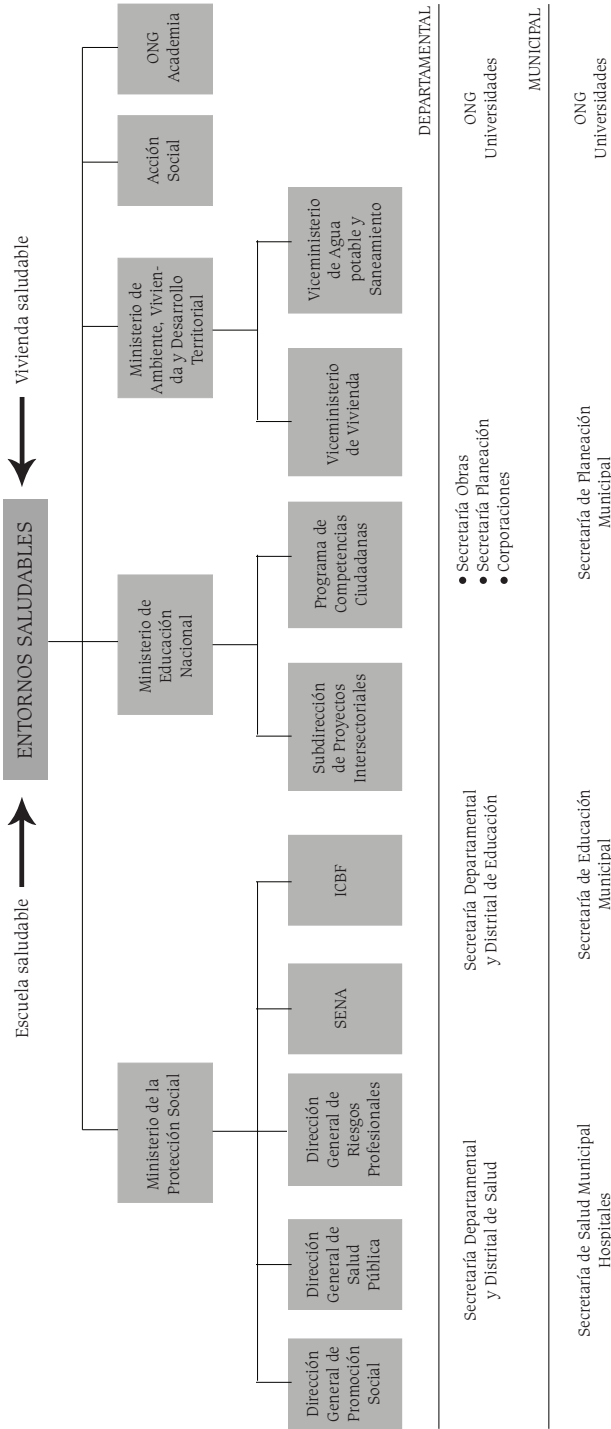 Escuela saludable
ENTORNOS SALUDABLES
Vivienda saludable
Ministerio de la
Protección Social
Ministerio de
Educación
Nacional
Ministerio de
Ambiente, Vivien-
da y Desarrollo
Territorial
Acción
Social
ONG
Academia
Dirección
General de
Promoción
Social
Dirección
General de
Salud
Pública
Dirección
General de
Riesgos
Profesionales
SENA
ICBF
Subdirección
de Proyectos
Intersectoriales
Programa de
Competencias
Ciudadanas
Viceministerio
de Vivienda
Viceministerio
de Agua
potable y
Saneamiento
DEPARTAMENTAL
Secretaría Departamental
y Distrital de Salud
Secretaría Departamental
y Distrital de Educación
• Secretaría Obras
• Secretaría Planeación
• Corporaciones
ONG
Universidades
MUNICIPAL
Secretaría de Salud Municipal
Hospitales
Secretaría de Educación
Municipal
Secretaría de Planeación
Municipal
ONG
Universidades